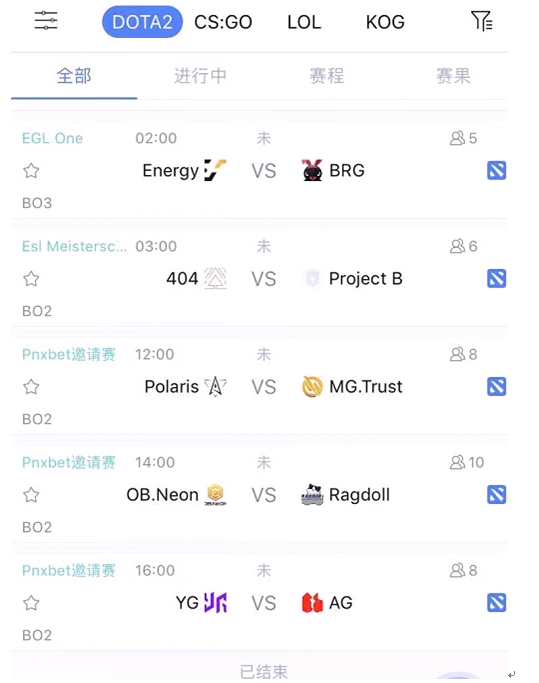 DOTA2 CS:GO LOL KOG
全部 进行中 赛程 赛果
EGL One 02:00 未 5
Energy VS BRG
BO3
Esl Meistersc... 03:00 未 6
404 VS Project B
BO2
Pnxbet邀请赛 12:00 未 8
Polaris VS MG.Trust
BO2
Pnxbet邀请赛 14:00 未 10
OB.Neon VS Ragdoll
BO2
Pnxbet邀请赛 16:00 未 8
YG VS AG
BO2
已结束